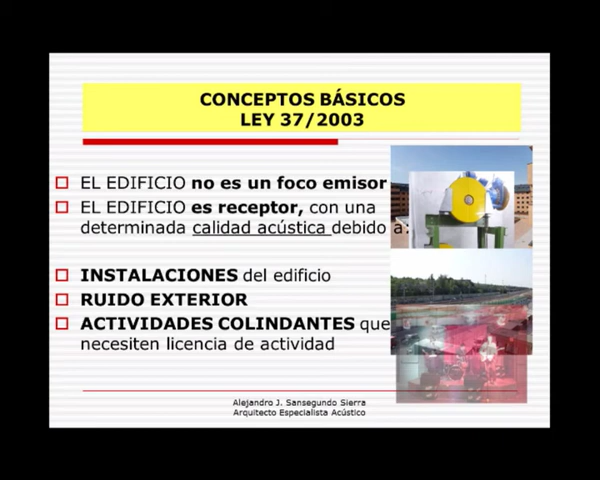 CONCEPTOS BÁSICOS
LEY 37/2003
EL EDIFICIO no es un foco emisor
EL EDIFICIO es receptor, con una
determinada calidad acústica debido a:
INSTALACIONES del edificio
RUIDO EXTERIOR
ACTIVIDADES COLINDANTES que
necesiten licencia de actividad
Alejandro J. Sansegundo Sierra
Arquitecto Especialista Acústico